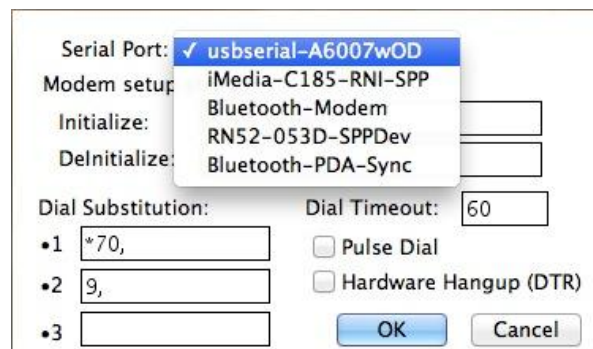 Serial Port: ✓ usbserial-A6007wOD
iMedia-C185-RNI-SPP
Modem setup
Bluetooth-Modem
Initialize:
RN52-053D-SPPDev
DeInitialize:
Bluetooth-PDA-Sync
Dial Substitution: Dial Timeout: 60
•1 *70, Pulse Dial
•2 9, Hardware Hangup (DTR)
•3 OK Cancel